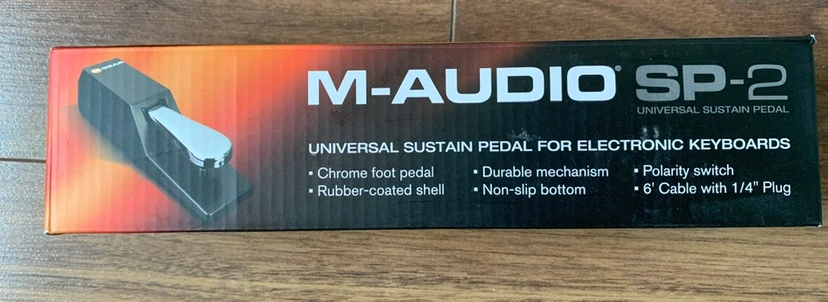 M-AUDIO® SP-2
UNIVERSAL SUSTAIN PEDAL
UNIVERSAL SUSTAIN PEDAL FOR ELECTRONIC KEYBOARDS
▪ Chrome foot pedal ▪ Durable mechanism ▪ Polarity switch
▪ Rubber-coated shell ▪ Non-slip bottom ▪ 6' Cable with 1/4" Plug